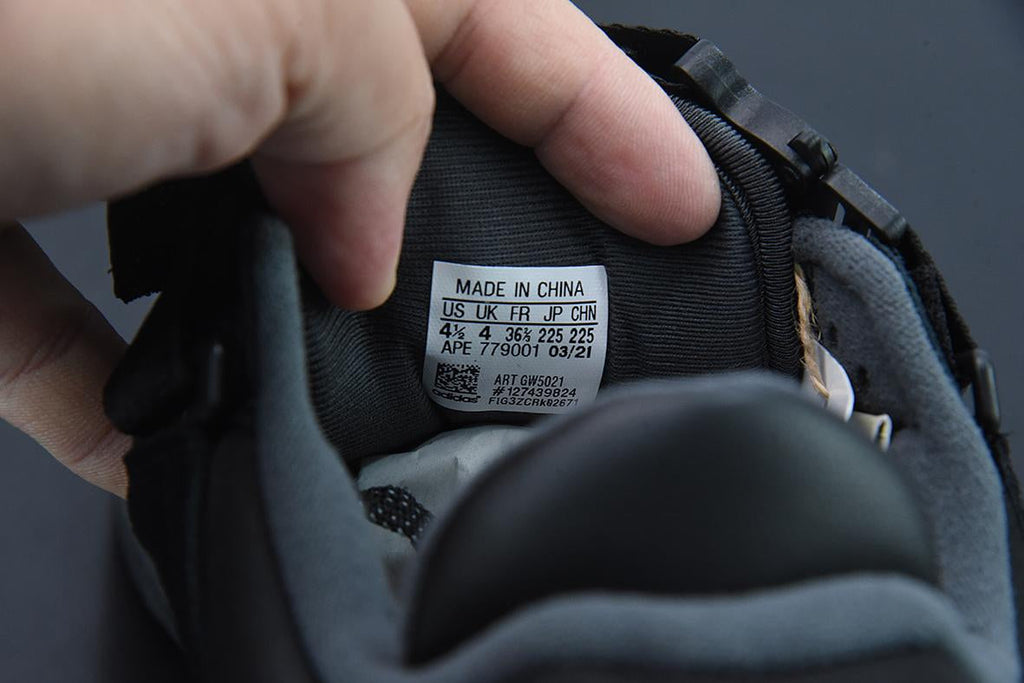 MADE IN CHINA
US UK FR JP CHN
4½ 4 36⅔ 225 225
APE 779001 03/21
ART GW5021
#127439824
F1G3ZCRK02671
adidas